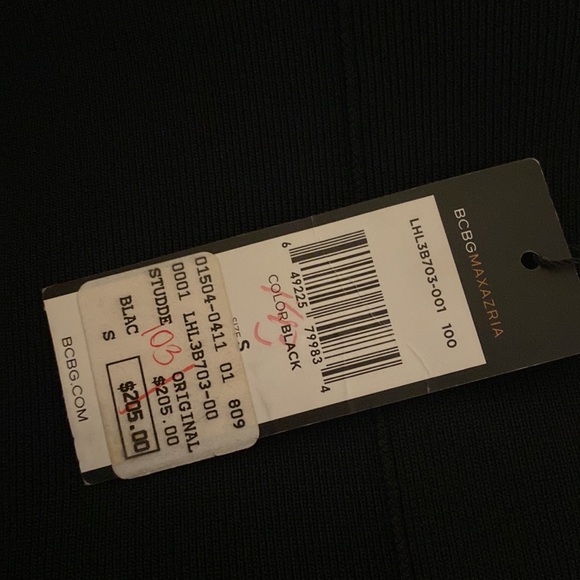 BCBGMAXAZRIA
LHL3B703-001 100
6 49225 79983 4
COLOR BLACK
SIZE S
01504-0411 01 809
0001 LHL3B703-00
STUDDE ORIGINAL
103 $205.00
BLAC
S $205.00
BCBG.COM